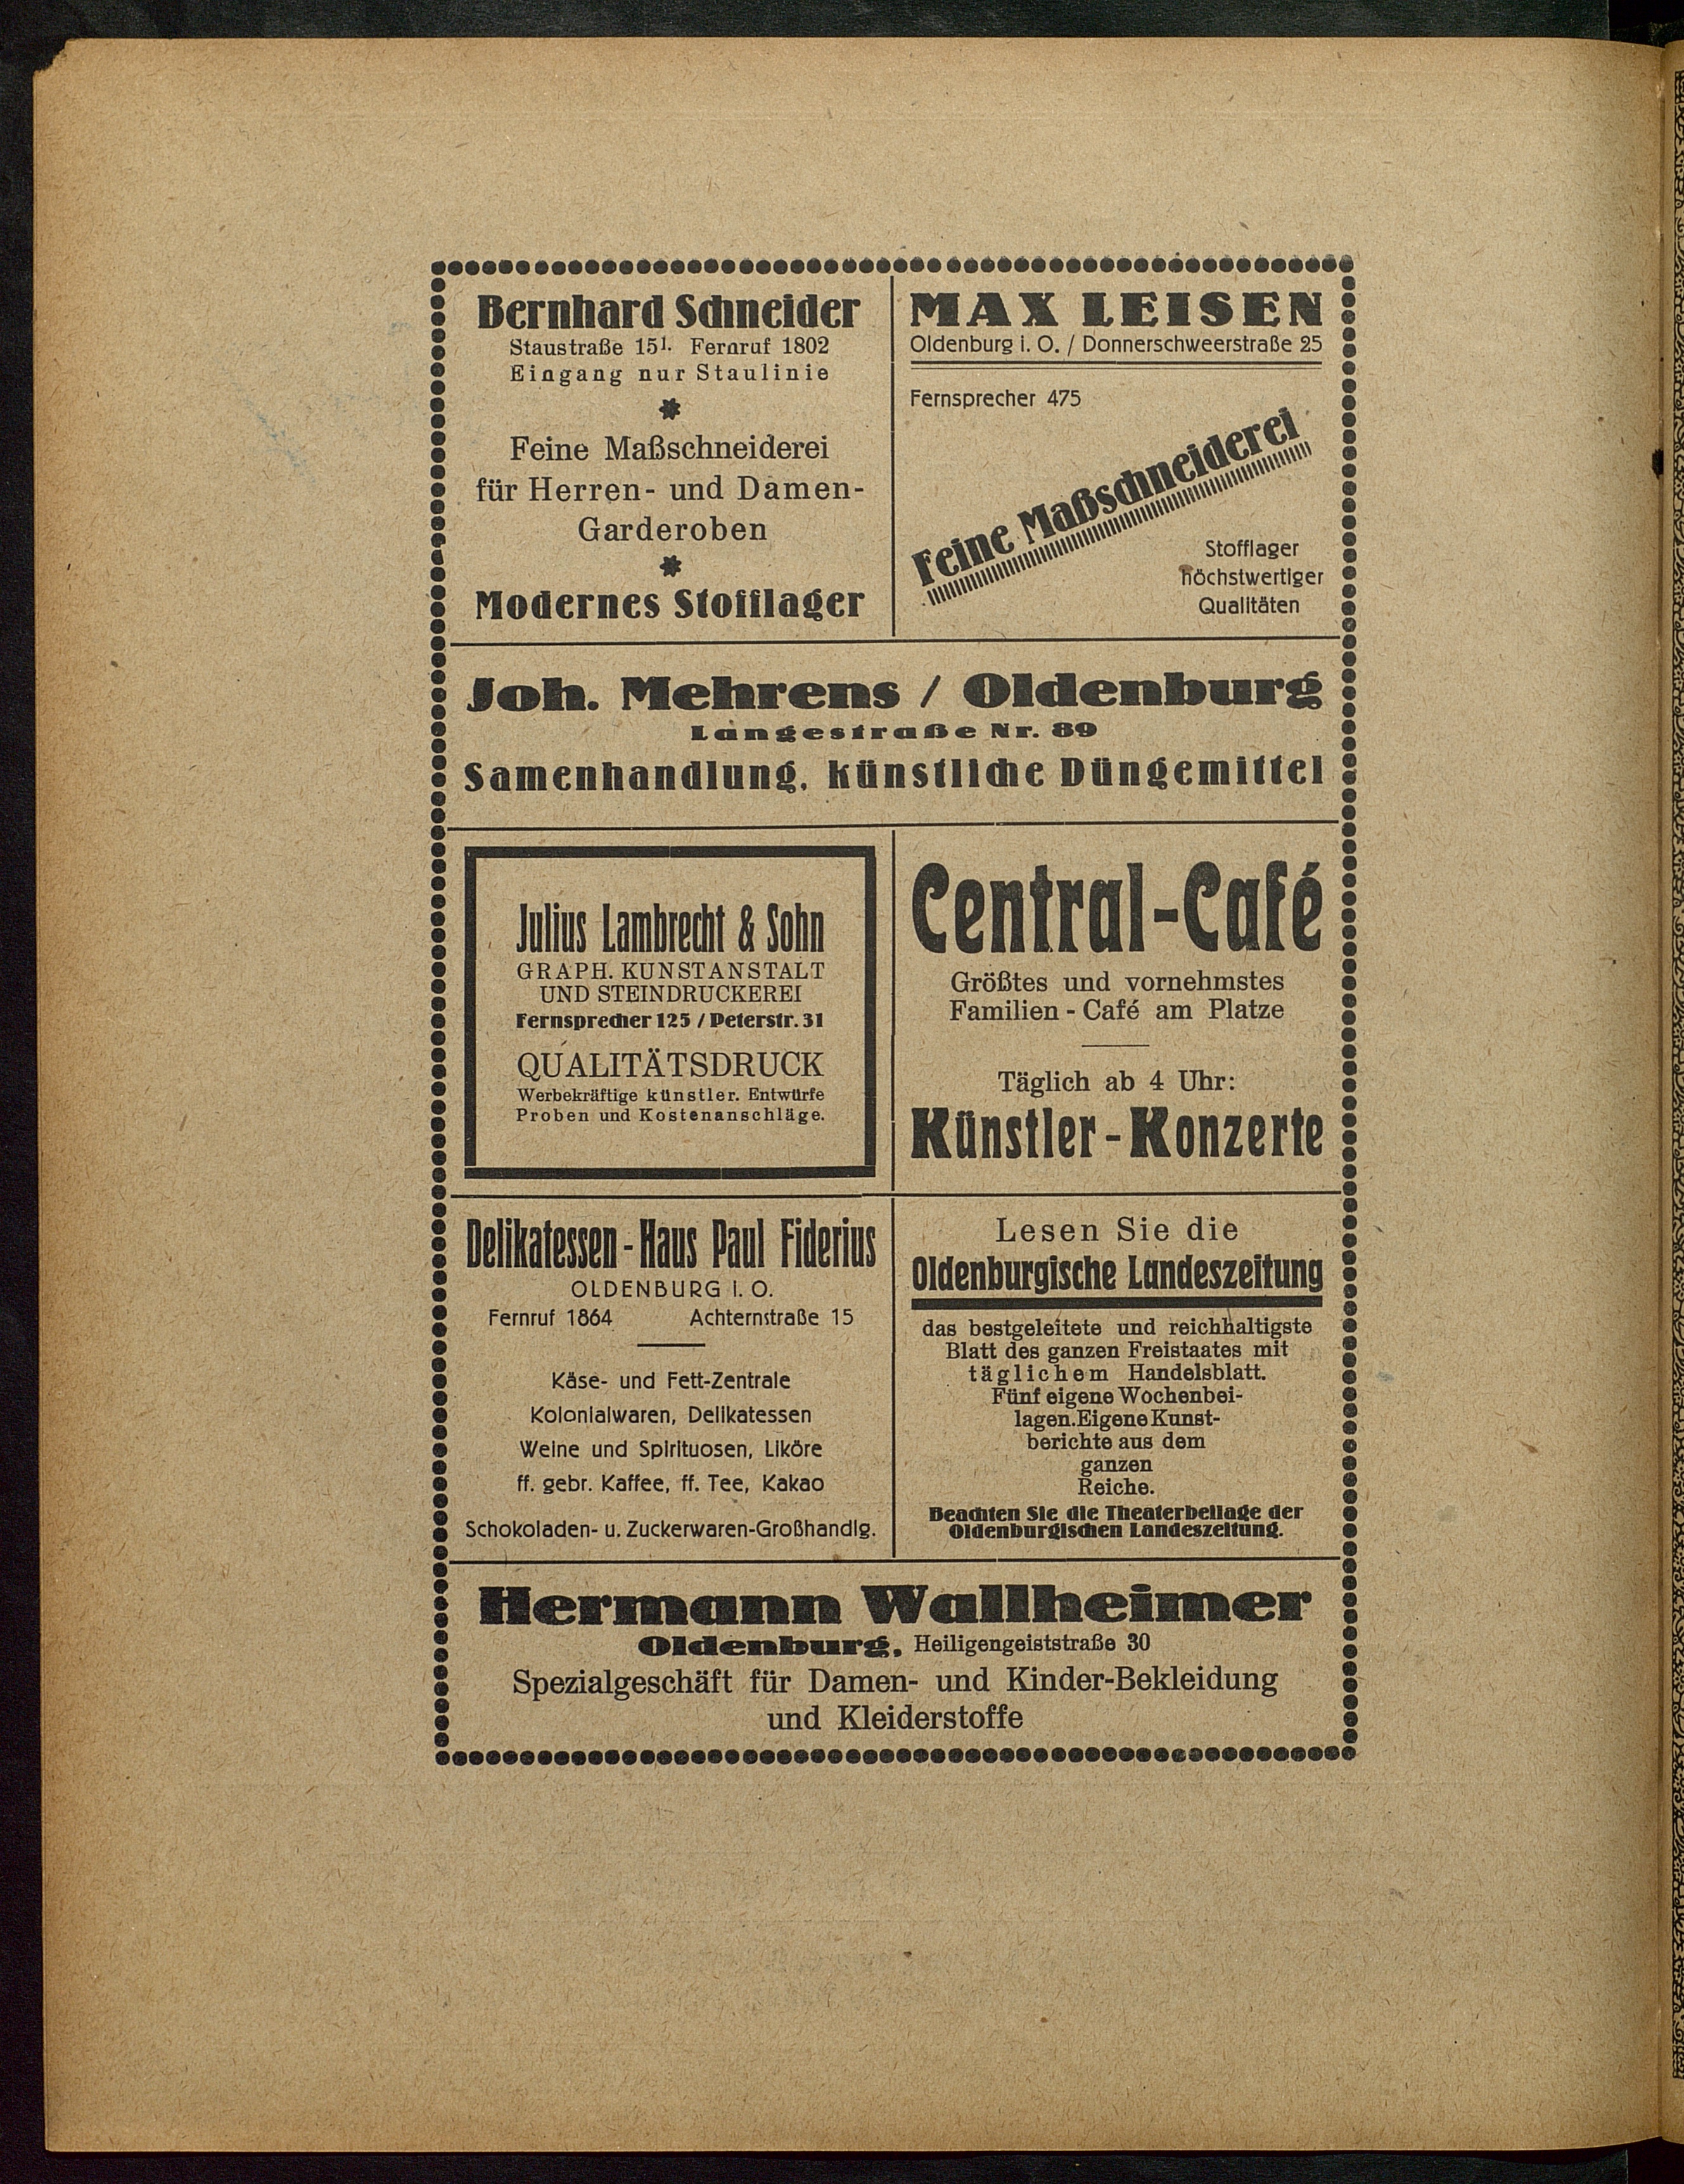 Bernhard Schneider
Staustraße 15¹. Fernruf 1802
Eingang nur Staulinie
Feine Maßschneiderei
für Herren- und Damen-
Garderoben
Modernes Stofflager
MAX LEISEN
Oldenburg i. O. / Donnerschweerstraße 25
Fernsprecher 475
Feine Maßschneiderei
Stofflager
höchstwertiger
Qualitäten
Joh. Mehrens / Oldenburg
Langestraße Nr. 89
Samenhandlung, künstliche Düngemittel
Julius Lambrecht & Sohn
GRAPH. KUNSTANSTALT
UND STEINDRUCKEREI
Fernsprecher 125 / Peterstr. 31
QUALITÄTSDRUCK
Werbekräftige künstler. Entwürfe
Proben und Kostenanschläge.
Central-Café
Größtes und vornehmstes
Familien - Café am Platze
Täglich ab 4 Uhr:
Künstler-Konzerte
Delikatessen-Haus Paul Fiderius
OLDENBURG i. O.
Fernruf 1864 Achternstraße 15
Käse- und Fett-Zentrale
Kolonialwaren, Delikatessen
Weine und Spirituosen, Liköre
ff. gebr. Kaffee, ff. Tee, Kakao
Schokoladen- u. Zuckerwaren-Großhandlg.
Lesen Sie die
Oldenburgische Landeszeitung
das bestgeleitete und reichhaltigste
Blatt des ganzen Freistaates mit
täglichem Handelsblatt.
Fünf eigene Wochenbei-
lagen. Eigene Kunst-
berichte aus dem
ganzen
Reiche.
Beachten Sie die Theaterbeilage der
Oldenburgischen Landeszeitung.
Hermann Wallheimer
Oldenburg, Heiligengeiststraße 30
Spezialgeschäft für Damen- und Kinder-Bekleidung
und Kleiderstoffe